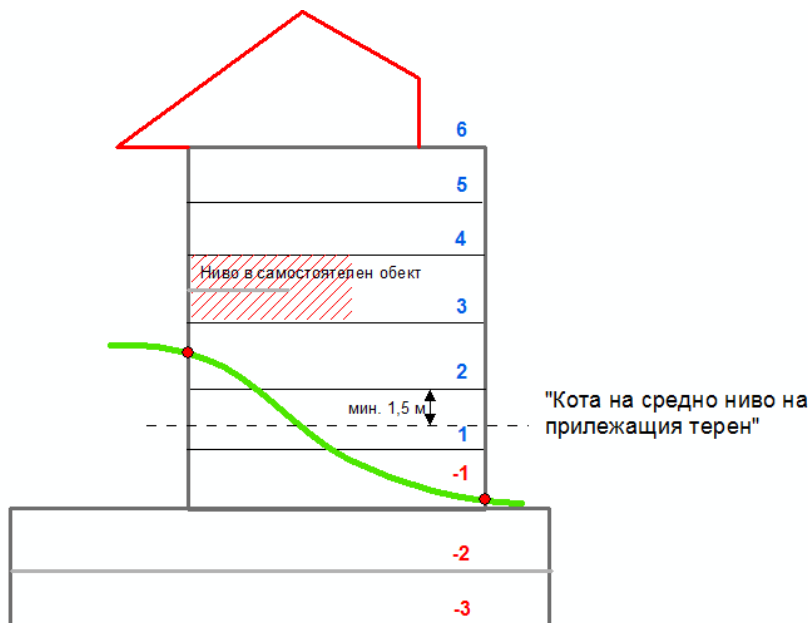 6
5
4
Ниво в самостоятелен обект
3
2
мин. 1,5 м
"Кота на средно ниво на
прилежащия терен"
1
-1
-2
-3